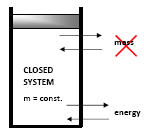 mass
CLOSED
SYSTEM
m = const.
energy